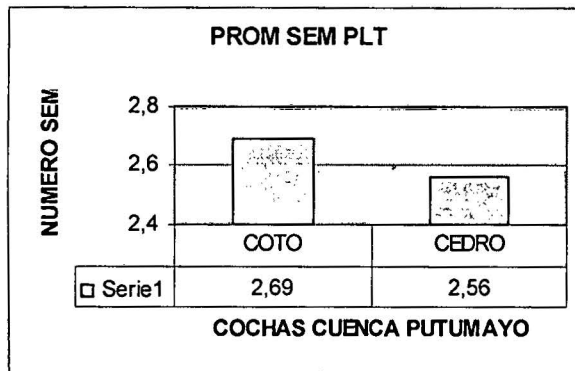 PROM SEM PLT
NUMERO SEM
2,8
2,6
2,4
COTO CEDRO
Serie1 2,69 2,56
COCHAS CUENCA PUTUMAYO